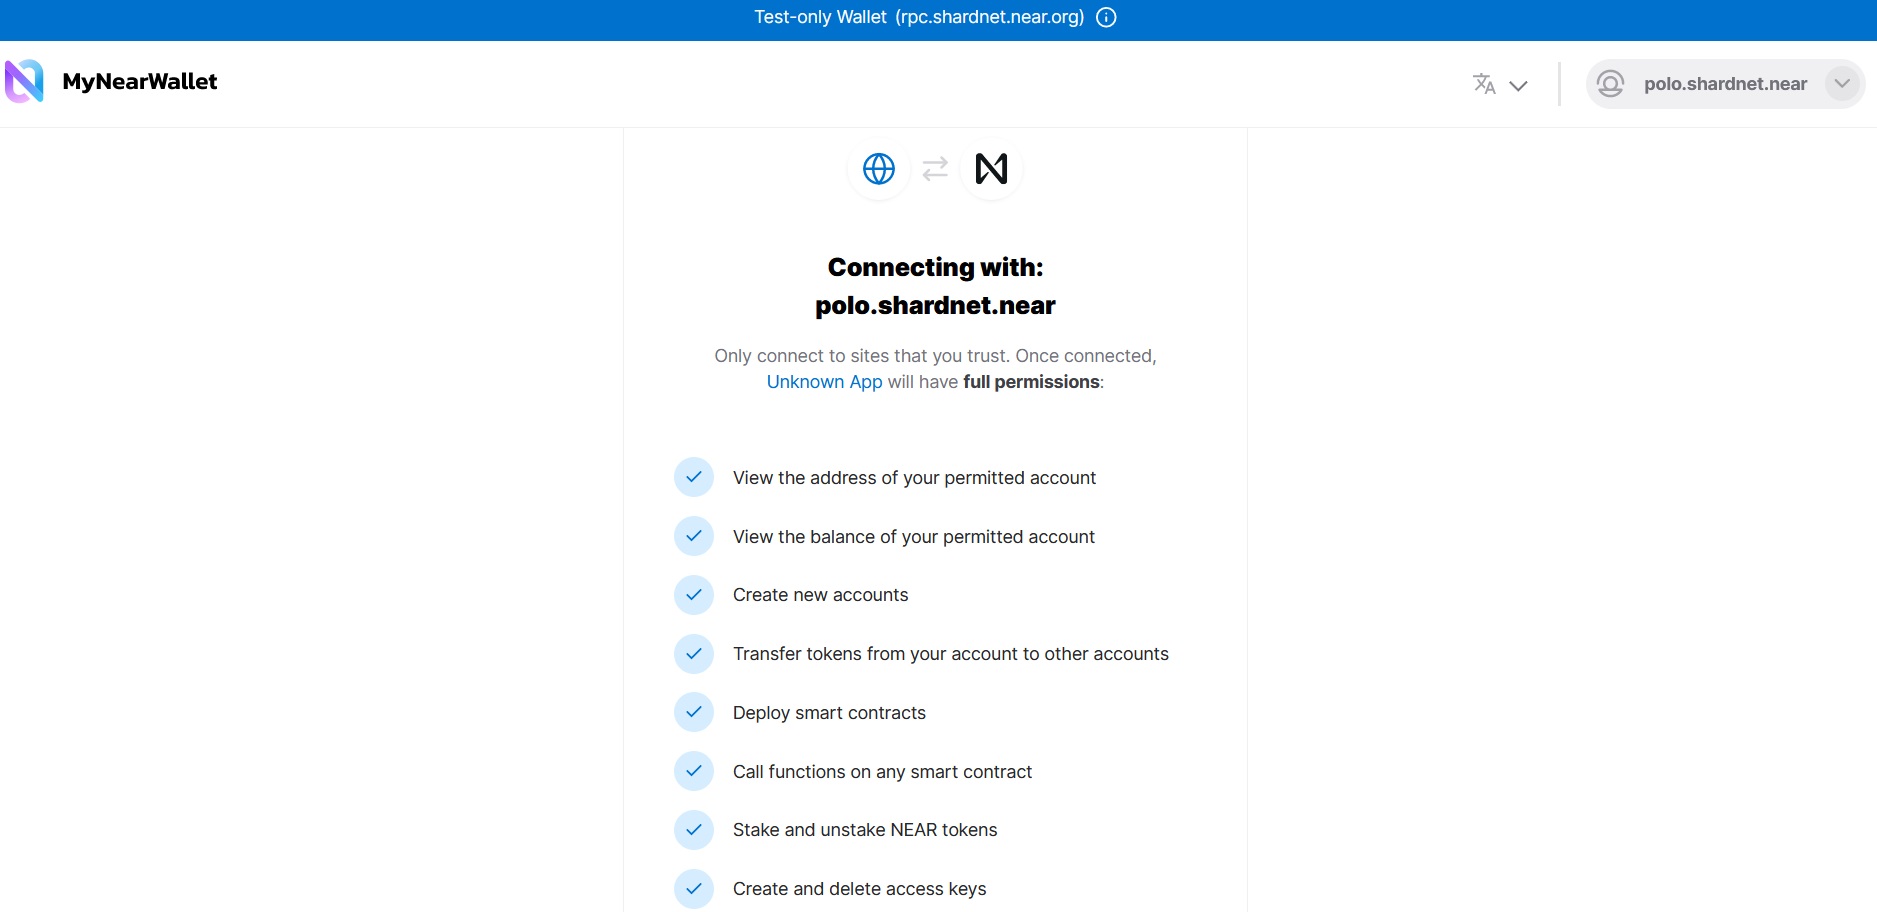 Test-only Wallet (rpc.shardnet.near.org)
MyNearWallet
polo.shardnet.near
Connecting with:
polo.shardnet.near
Only connect to sites that you trust. Once connected,
Unknown App will have full permissions:
View the address of your permitted account
View the balance of your permitted account
Create new accounts
Transfer tokens from your account to other accounts
Deploy smart contracts
Call functions on any smart contract
Stake and unstake NEAR tokens
Create and delete access keys